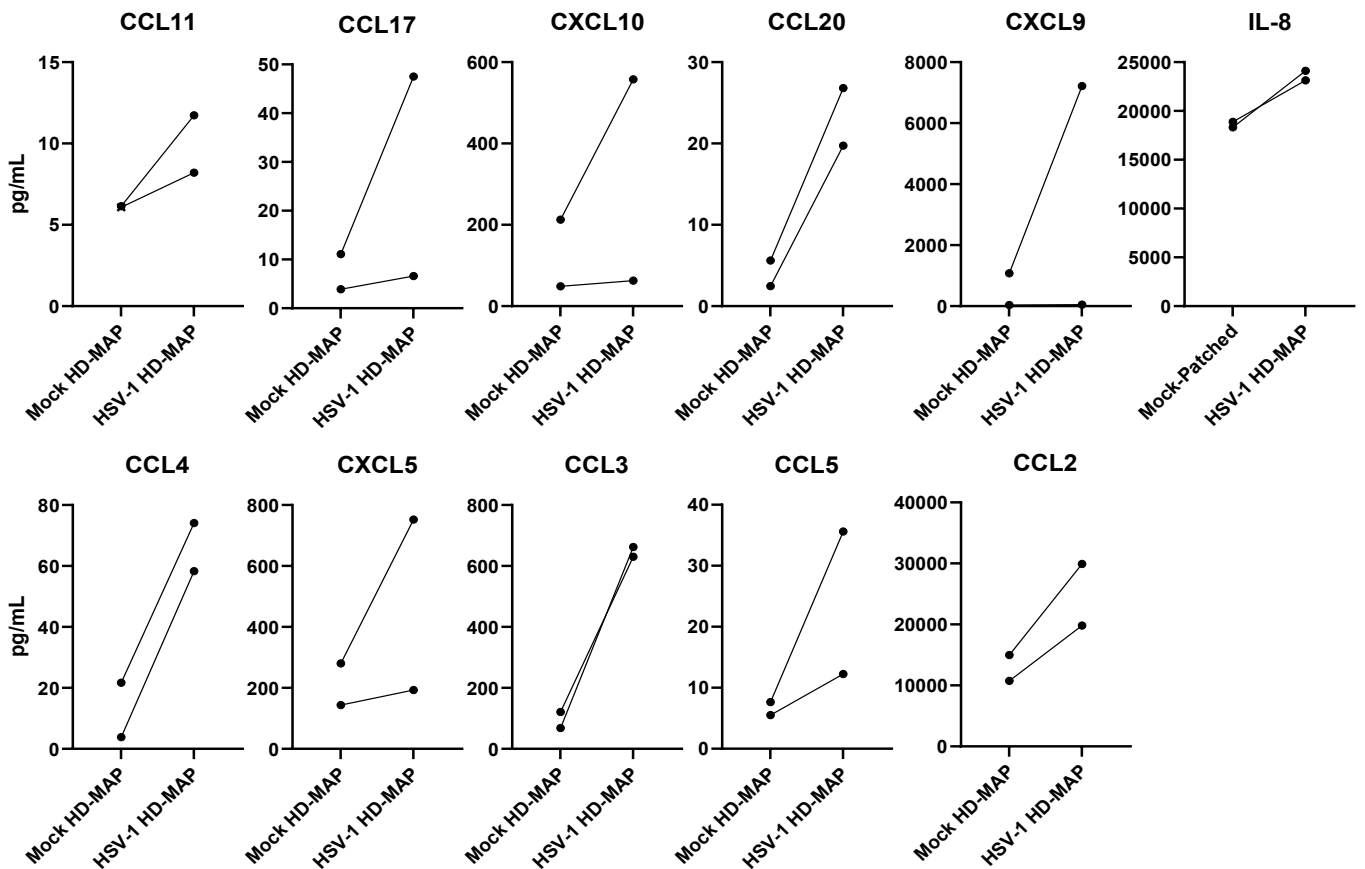 CCL11
CCL17
CXCL10
CCL20
CXCL9
IL-8
pg/mL
15
10
5
0
50
40
30
20
10
0
600
400
200
0
30
20
10
0
8000
6000
4000
2000
0
25000
20000
15000
10000
5000
0
Mock HD-MAP
HSV-1 HD-MAP
Mock HD-MAP
HSV-1 HD-MAP
Mock HD-MAP
HSV-1 HD-MAP
Mock HD-MAP
HSV-1 HD-MAP
Mock HD-MAP
HSV-1 HD-MAP
Mock-Patched
HSV-1 HD-MAP
CCL4
CXCL5
CCL3
CCL5
CCL2
pg/mL
80
60
40
20
0
800
600
400
200
0
800
600
400
200
0
40
30
20
10
0
40000
30000
20000
10000
0
Mock HD-MAP
HSV-1 HD-MAP
Mock HD-MAP
HSV-1 HD-MAP
Mock HD-MAP
HSV-1 HD-MAP
Mock HD-MAP
HSV-1 HD-MAP
Mock HD-MAP
HSV-1 HD-MAP